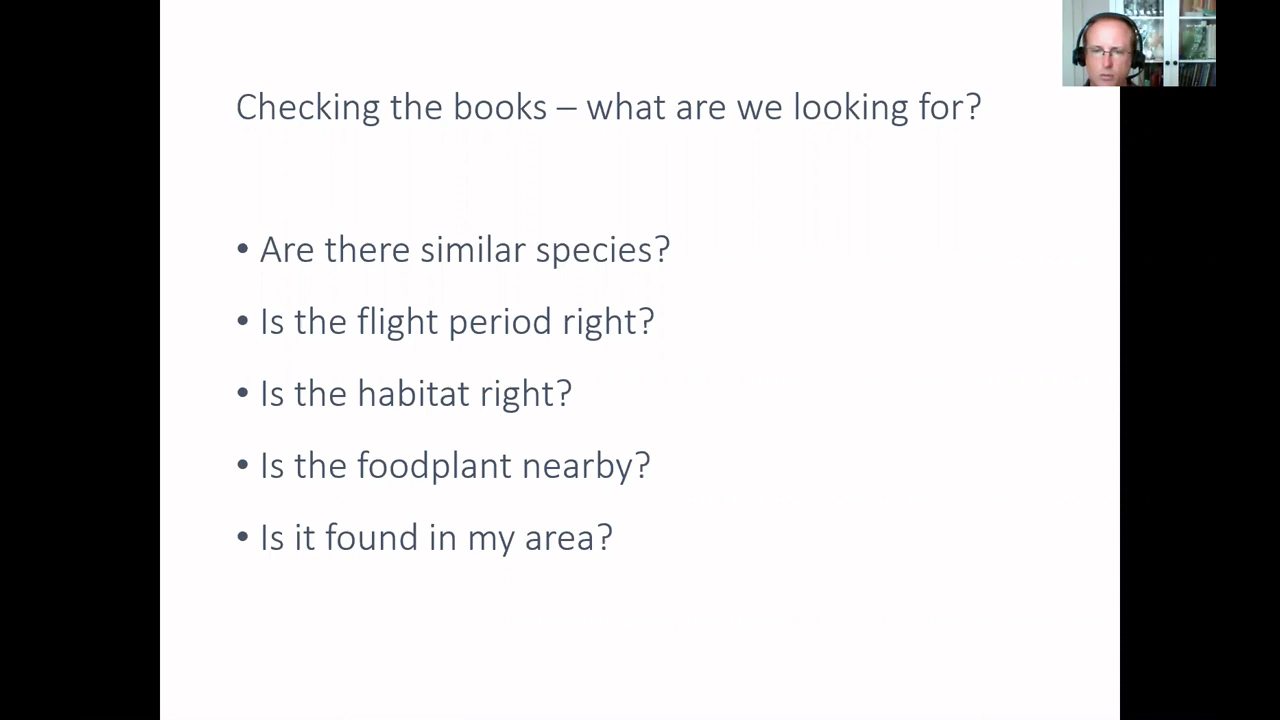 Checking the books – what are we looking for?
• Are there similar species?
• Is the flight period right?
• Is the habitat right?
• Is the foodplant nearby?
• Is it found in my area?